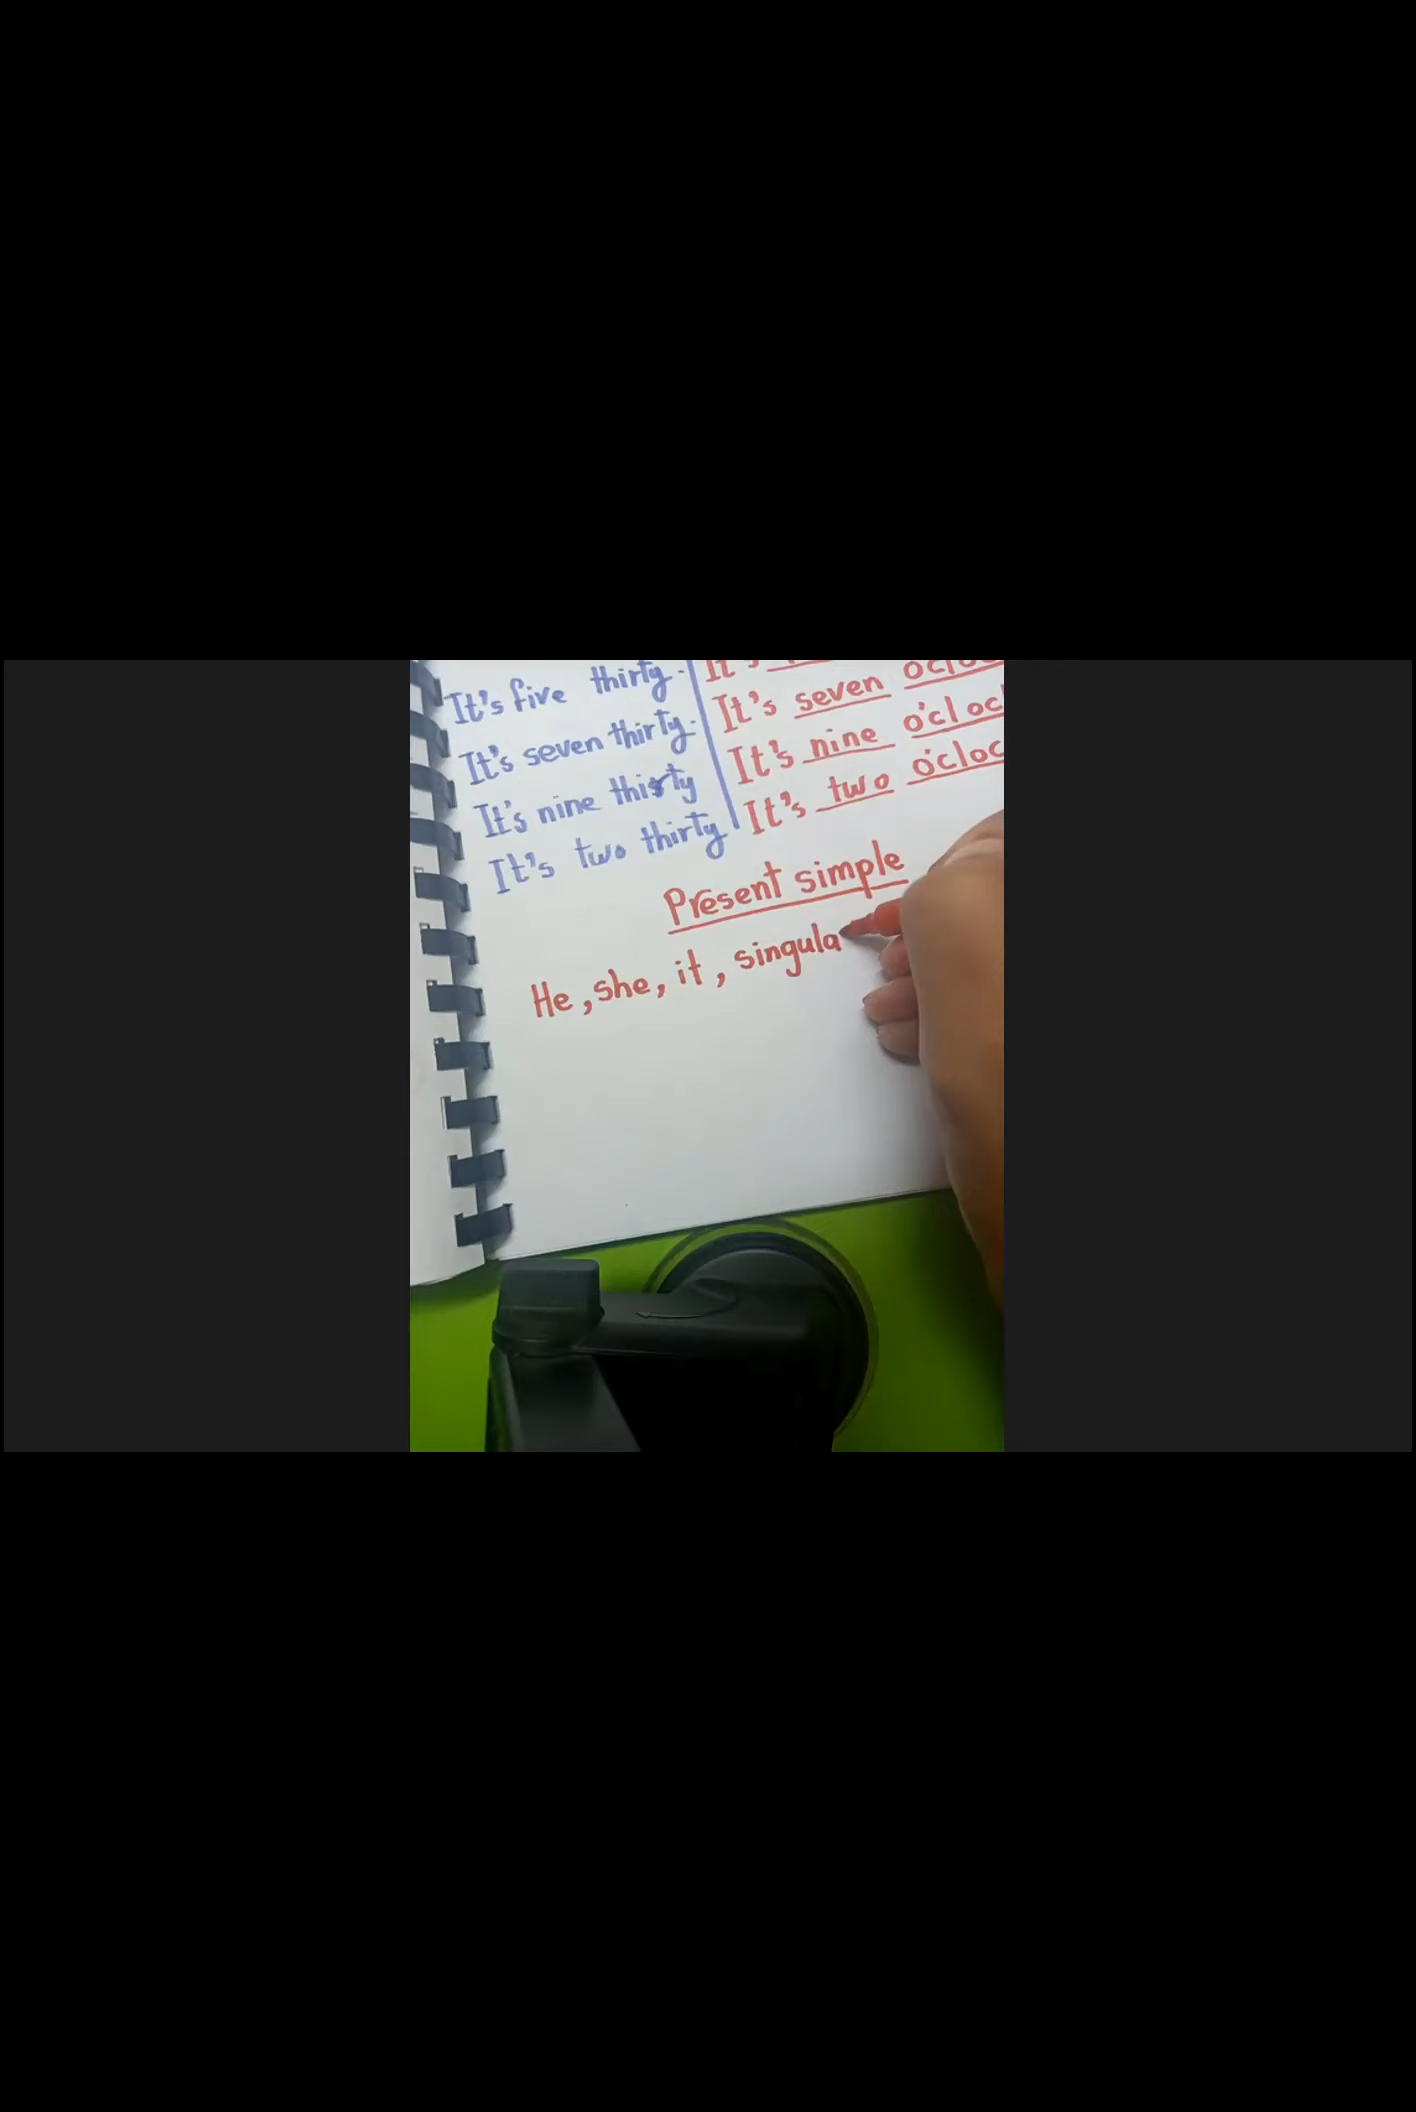 It's five thirty.
It's seven thirty.
It's nine thirty
It's two thirty
It's
It's seven
It's nine o'cloc
It's two o'cloc
Present simple
He, she, it, singula